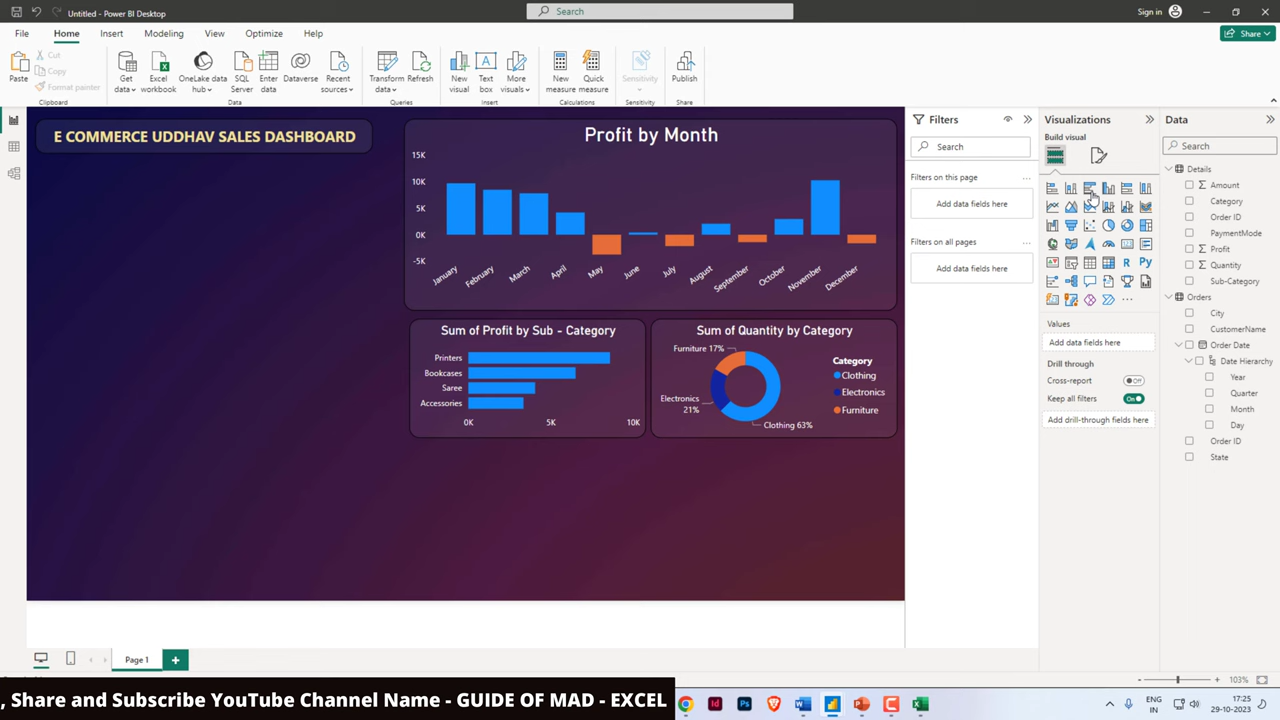 Untitled - Power BI Desktop
Search
Sign in
File
Home
Insert
Modeling
View
Optimize
Help
Share
Paste
Cut
Copy
Format painter
Clipboard
Get data
Excel workbook
OneLake data hub
SQL Server
Enter data
Dataverse
Recent sources
Data
Transform data
Refresh
Queries
New visual
Text box
More visuals
Insert
New measure
Quick measure
Calculations
Sensitivity
Sensitivity
Publish
Share
E COMMERCE UDDHAV SALES DASHBOARD
Profit by Month
15K
10K
5K
0K
-5K
January
February
March
April
May
June
July
August
September
October
November
December
Sum of Profit by Sub - Category
Printers
Bookcases
Saree
Accessories
0K
5K
10K
Sum of Quantity by Category
Furniture 17%
Electronics
21%
Clothing 63%
Category
Clothing
Electronics
Furniture
Filters
Search
Filters on this page
Add data fields here
Filters on all pages
Add data fields here
Visualizations
Build visual
R
Py
Values
Add data fields here
Drill through
Cross-report
Off
Keep all filters
On
Add drill-through fields here
Data
Search
Details
Amount
Category
Order ID
PaymentMode
Profit
Quantity
Sub-Category
Orders
City
CustomerName
Order Date
Date Hierarchy
Year
Quarter
Month
Day
Order ID
State
Page 1
103%
, Share and Subscribe YouTube Channel Name - GUIDE OF MAD - EXCEL
Id
Ps
ENG
IN
17:25
29-10-2023